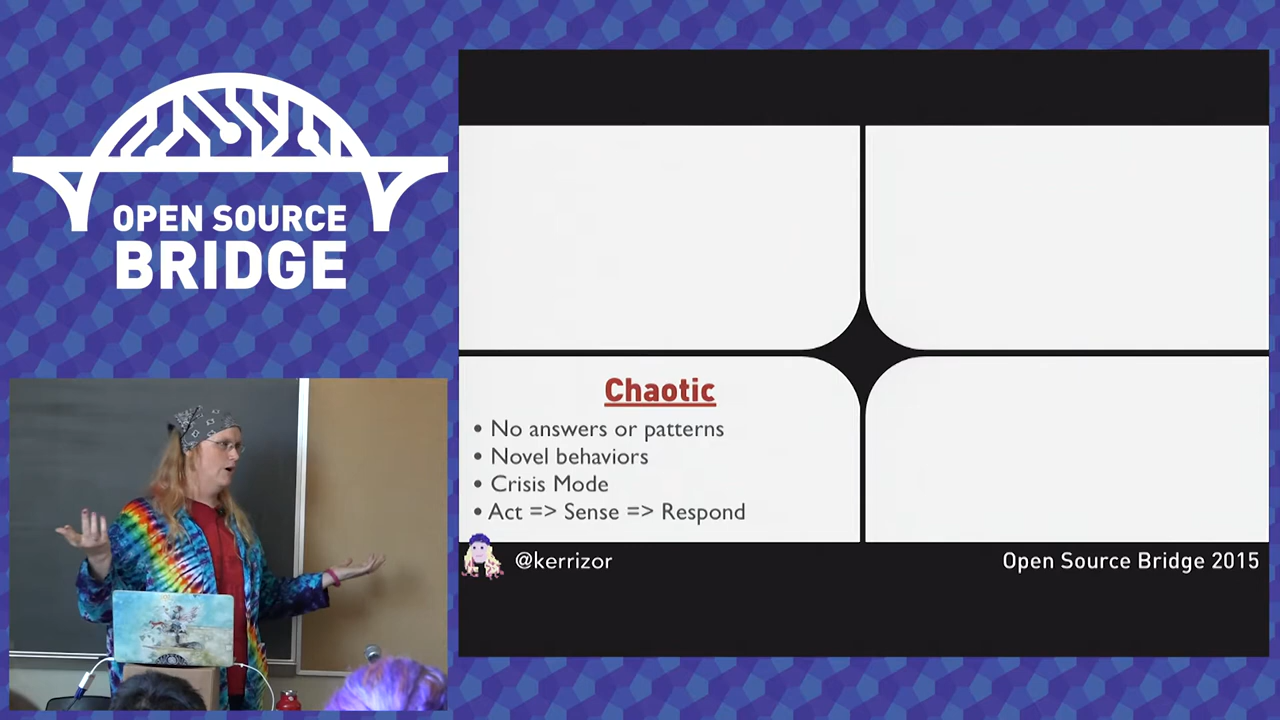 OPEN SOURCE
BRIDGE
Chaotic
• No answers or patterns
• Novel behaviors
• Crisis Mode
• Act => Sense => Respond
@kerrizor
Open Source Bridge 2015